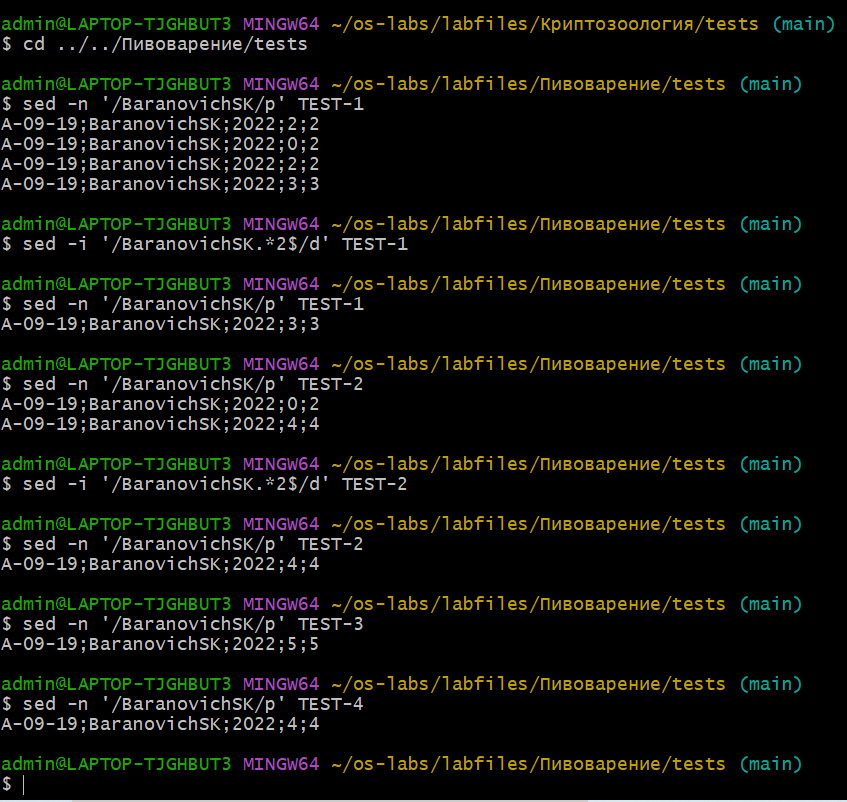 admin@LAPTOP-TJGHBUT3 MINGW64 ~/os-labs/labfiles/Криптозоология/tests (main)
$ cd ../../Пивоварение/tests
admin@LAPTOP-TJGHBUT3 MINGW64 ~/os-labs/labfiles/Пивоварение/tests (main)
$ sed -n '/BaranovichSK/p' TEST-1
A-09-19;BaranovichSK;2022;2;2
A-09-19;BaranovichSK;2022;0;2
A-09-19;BaranovichSK;2022;2;2
A-09-19;BaranovichSK;2022;3;3
admin@LAPTOP-TJGHBUT3 MINGW64 ~/os-labs/labfiles/Пивоварение/tests (main)
$ sed -i '/BaranovichSK.*2$/d' TEST-1
admin@LAPTOP-TJGHBUT3 MINGW64 ~/os-labs/labfiles/Пивоварение/tests (main)
$ sed -n '/BaranovichSK/p' TEST-1
A-09-19;BaranovichSK;2022;3;3
admin@LAPTOP-TJGHBUT3 MINGW64 ~/os-labs/labfiles/Пивоварение/tests (main)
$ sed -n '/BaranovichSK/p' TEST-2
A-09-19;BaranovichSK;2022;0;2
A-09-19;BaranovichSK;2022;4;4
admin@LAPTOP-TJGHBUT3 MINGW64 ~/os-labs/labfiles/Пивоварение/tests (main)
$ sed -i '/BaranovichSK.*2$/d' TEST-2
admin@LAPTOP-TJGHBUT3 MINGW64 ~/os-labs/labfiles/Пивоварение/tests (main)
$ sed -n '/BaranovichSK/p' TEST-2
A-09-19;BaranovichSK;2022;4;4
admin@LAPTOP-TJGHBUT3 MINGW64 ~/os-labs/labfiles/Пивоварение/tests (main)
$ sed -n '/BaranovichSK/p' TEST-3
A-09-19;BaranovichSK;2022;5;5
admin@LAPTOP-TJGHBUT3 MINGW64 ~/os-labs/labfiles/Пивоварение/tests (main)
$ sed -n '/BaranovichSK/p' TEST-4
A-09-19;BaranovichSK;2022;4;4
admin@LAPTOP-TJGHBUT3 MINGW64 ~/os-labs/labfiles/Пивоварение/tests (main)
$